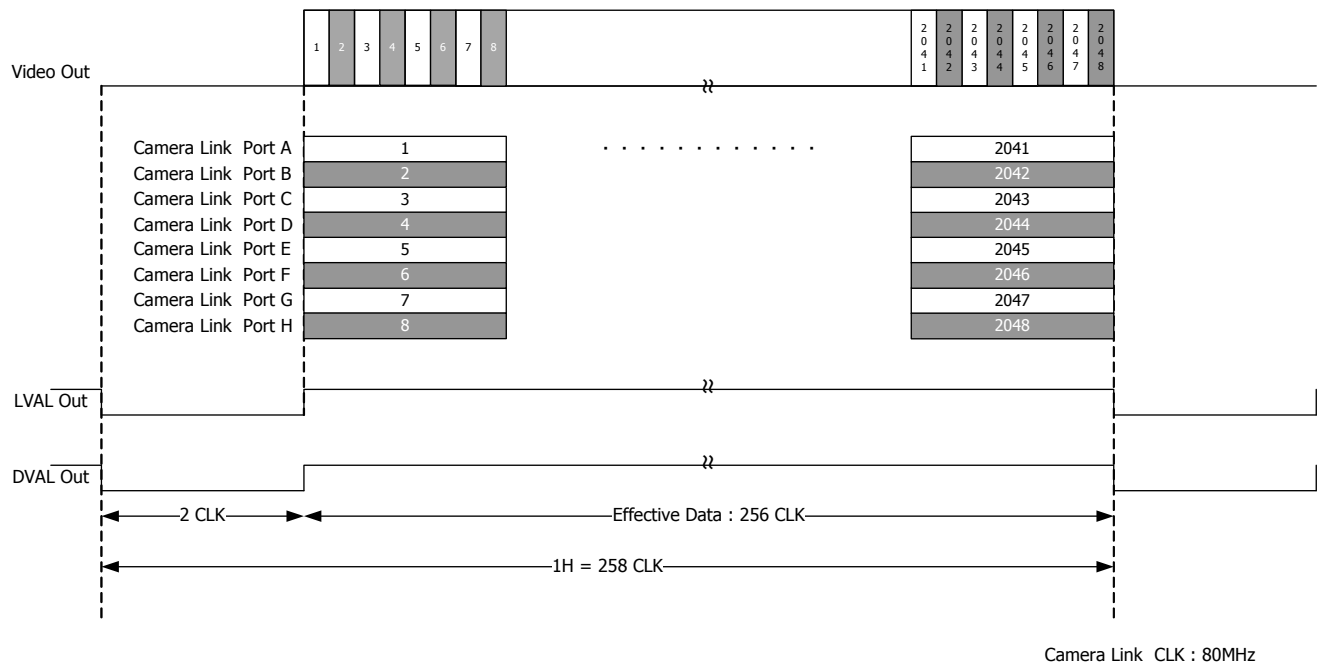 1 2 3 4 5 6 7 8
2041 2042 2043 2044 2045 2046 2047 2048
Video Out
Camera Link Port A 1 . . . . . . . . . . . . 2041
Camera Link Port B 2 2042
Camera Link Port C 3 2043
Camera Link Port D 4 2044
Camera Link Port E 5 2045
Camera Link Port F 6 2046
Camera Link Port G 7 2047
Camera Link Port H 8 2048
LVAL Out
DVAL Out
2 CLK
Effective Data : 256 CLK
1H = 258 CLK
Camera Link CLK : 80MHz